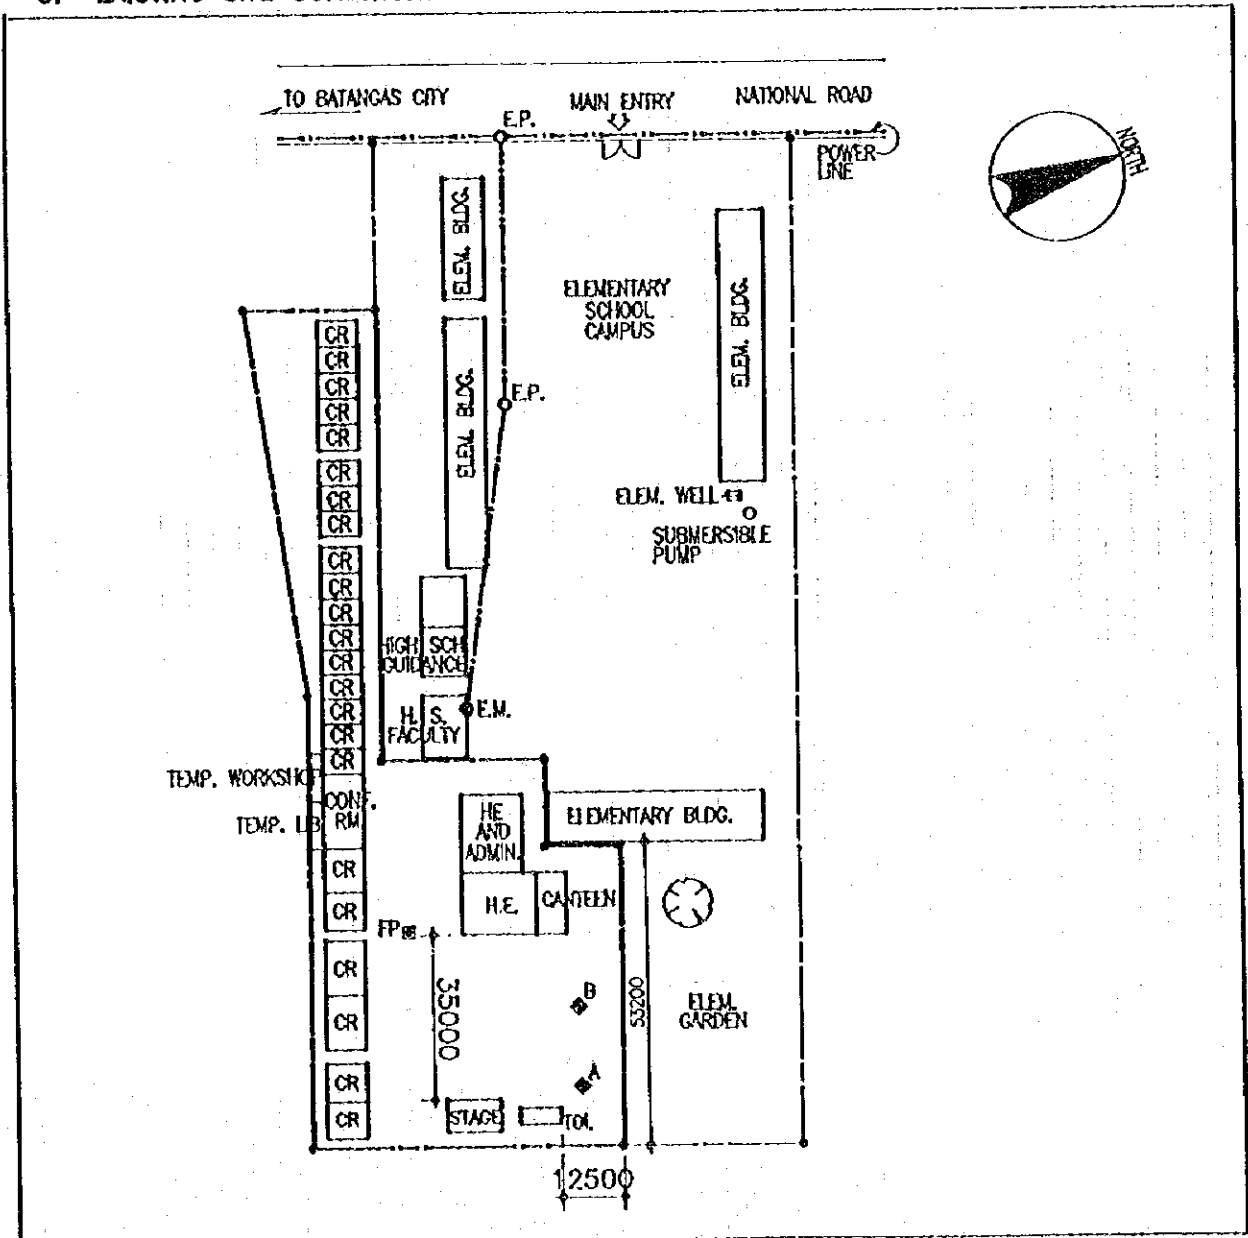 TO BATANGAS CITY
MAIN ENTRY
NATIONAL ROAD
E.P.
POWER
LINE
NORTH
ELEM. BLDG.
ELEM. BLDG.
ELEMENTARY
SCHOOL
CAMPUS
ELEM. BLDG.
E.P.
CR
CR
CR
CR
CR
CR
CR
CR
ELEM. WELL
SUBMERSIBLE
PUMP
CR
CR
CR
CR
CR
CR
CR
CR
CR
HIGH SCH
GUIDANCE
H. S.
FACULTY
E.M.
TEMP. WORKSHOP
CONF.
RM
TEMP. LIB
HE
AND
ADMIN.
ELEMENTARY BLDG.
CR
CR
H.E.
CANTEEN
FP
CR
CR
35000
B
53200
ELEM.
GARDEN
A
CR
CR
STAGE
TOI.
12500